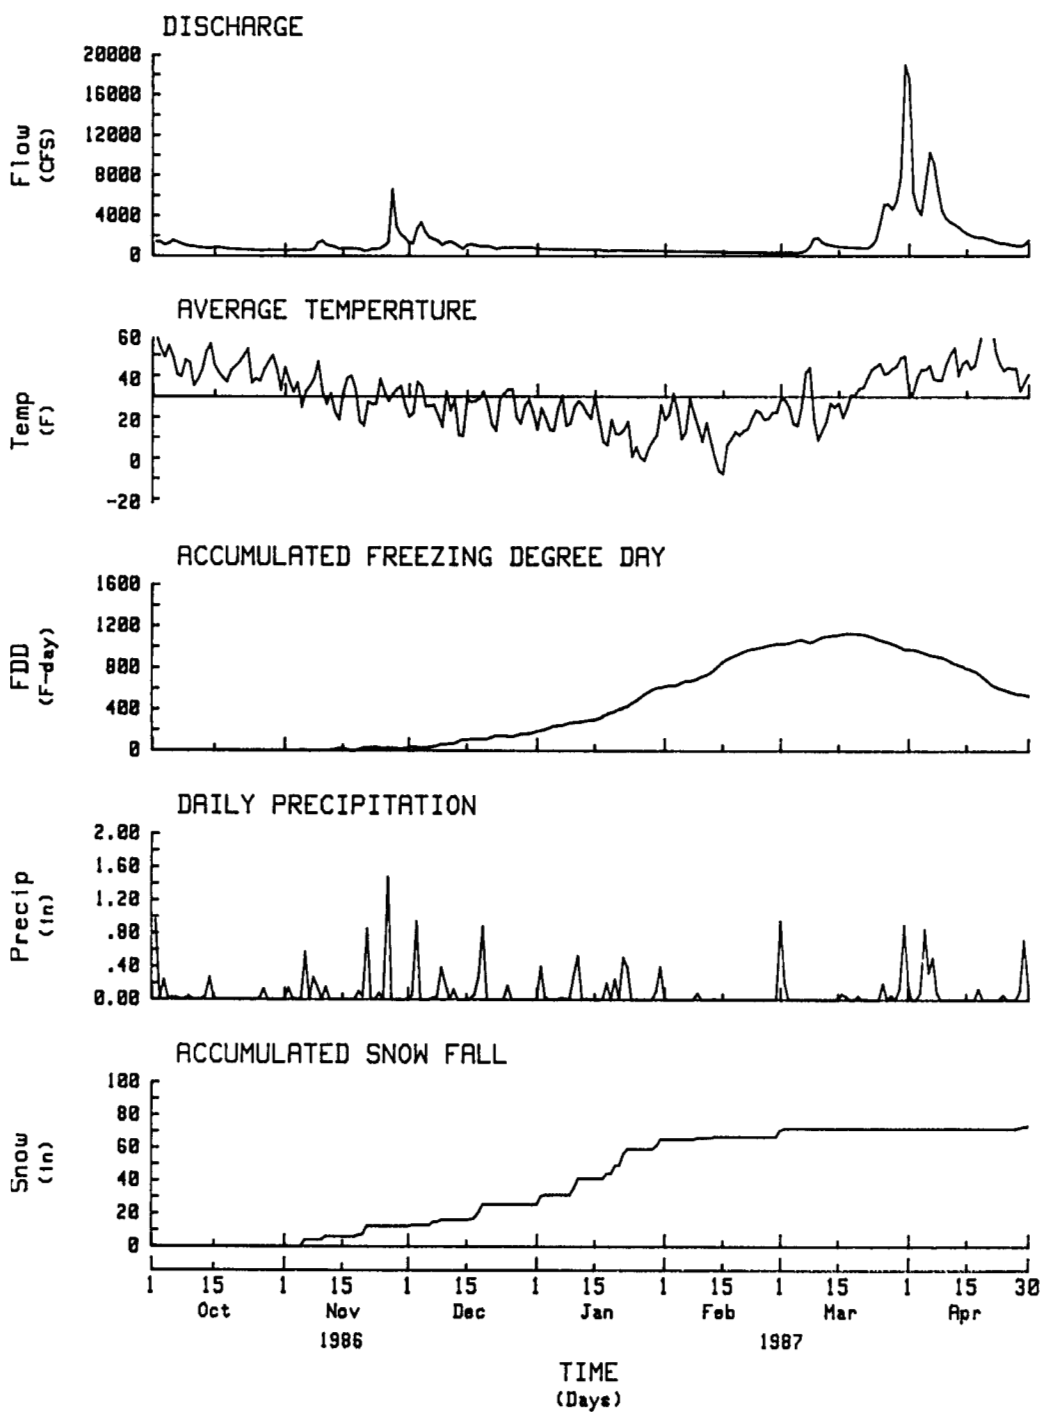 DISCHARGE
20000
16000
12000
8000
4000
0
Flow
(CFS)
AVERAGE TEMPERATURE
60
40
20
0
-20
Temp
(F)
ACCUMULATED FREEZING DEGREE DAY
1600
1200
800
400
0
FDD
(F-day)
DAILY PRECIPITATION
2.00
1.60
1.20
.80
.40
0.00
Precip
(in)
ACCUMULATED SNOW FALL
100
80
60
40
20
0
Snow
(in)
1 15 1 15 1 15 1 15 1 15 1 15 1 15 30
Oct Nov Dec Jan Feb Mar Apr
1986 1987
TIME
(Days)